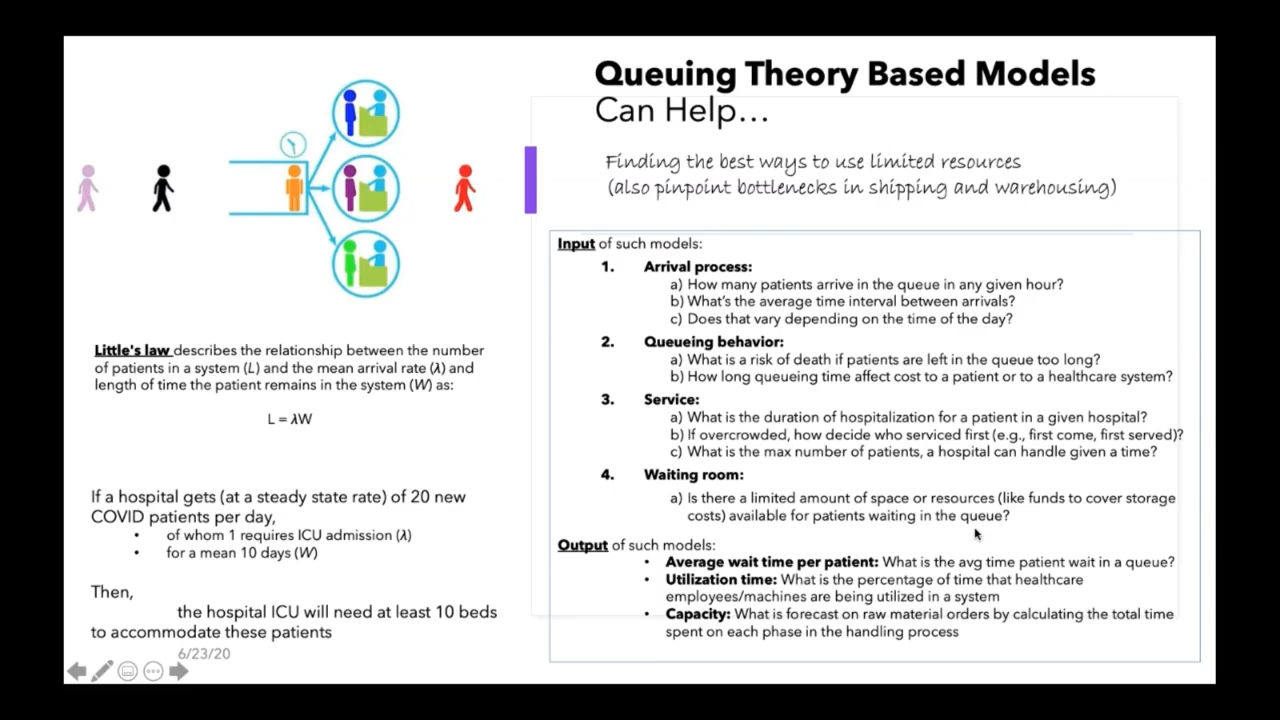 Queuing Theory Based Models
Can Help...
Finding the best ways to use limited resources
(also pinpoint bottlenecks in shipping and warehousing)
Little's law describes the relationship between the number
of patients in a system (L) and the mean arrival rate (λ) and
length of time the patient remains in the system (W) as:
L = λW
If a hospital gets (at a steady state rate) of 20 new
COVID patients per day,
• of whom 1 requires ICU admission (λ)
• for a mean 10 days (W)
Then,
the hospital ICU will need at least 10 beds
to accommodate these patients
6/23/20
Input of such models:
1. Arrival process:
a) How many patients arrive in the queue in any given hour?
b) What's the average time interval between arrivals?
c) Does that vary depending on the time of the day?
2. Queueing behavior:
a) What is a risk of death if patients are left in the queue too long?
b) How long queueing time affect cost to a patient or to a healthcare system?
3. Service:
a) What is the duration of hospitalization for a patient in a given hospital?
b) If overcrowded, how decide who serviced first (e.g., first come, first served)?
c) What is the max number of patients, a hospital can handle given a time?
4. Waiting room:
a) Is there a limited amount of space or resources (like funds to cover storage
costs) available for patients waiting in the queue?
Output of such models:
• Average wait time per patient: What is the avg time patient wait in a queue?
• Utilization time: What is the percentage of time that healthcare
employees/machines are being utilized in a system
• Capacity: What is forecast on raw material orders by calculating the total time
spent on each phase in the handling process